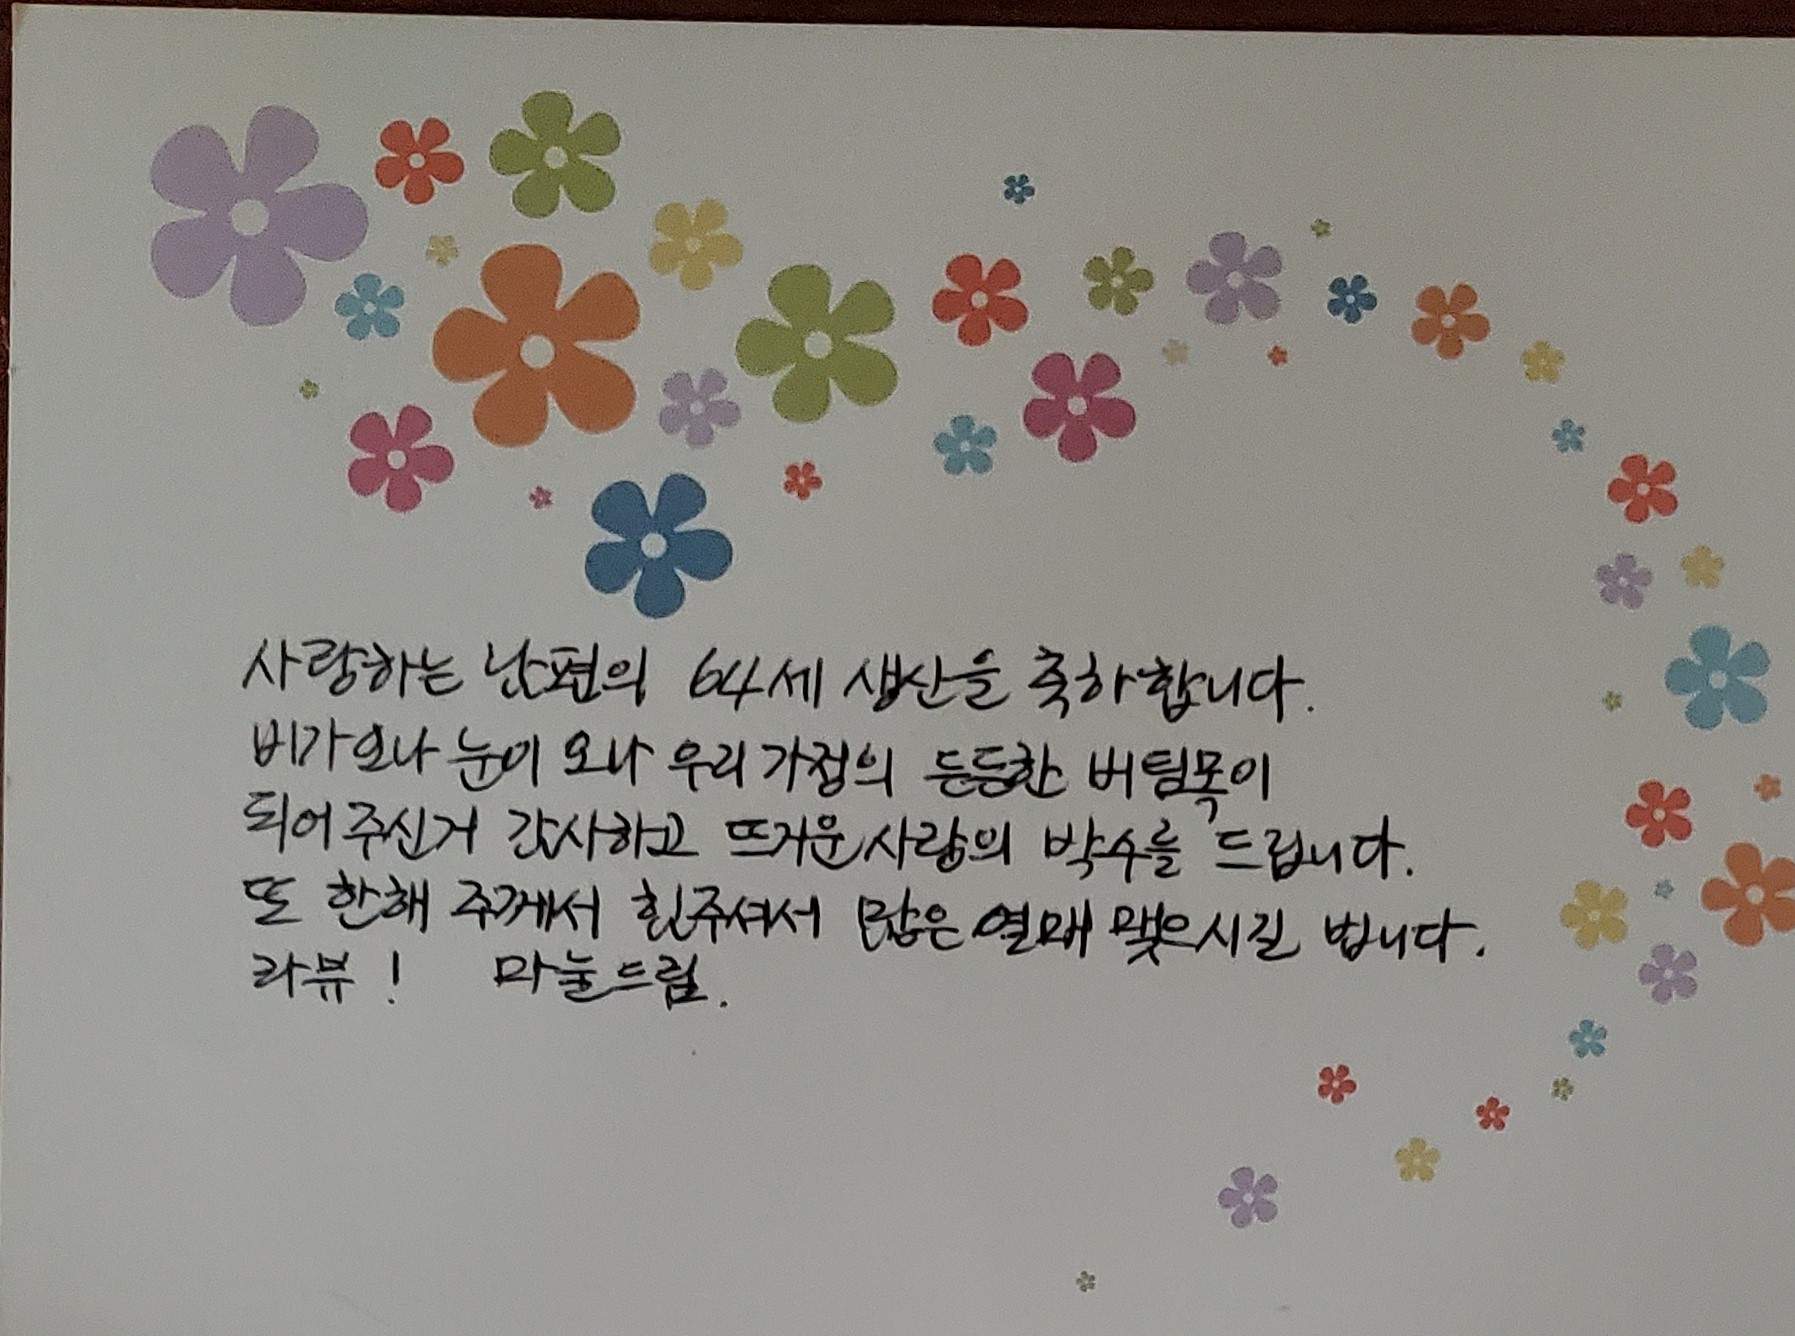 사랑하는 남편의 64세 생신을 축하합니다.
비가오나 눈이 오나 우리가정의 든든한 버팀목이
되어주신거 감사하고 뜨거운사랑의 박수를 드립니다.
또 한해 주께서 힘주셔서 많은 열매 맺으시길 빕니다.
라뷰! 마눌드림.